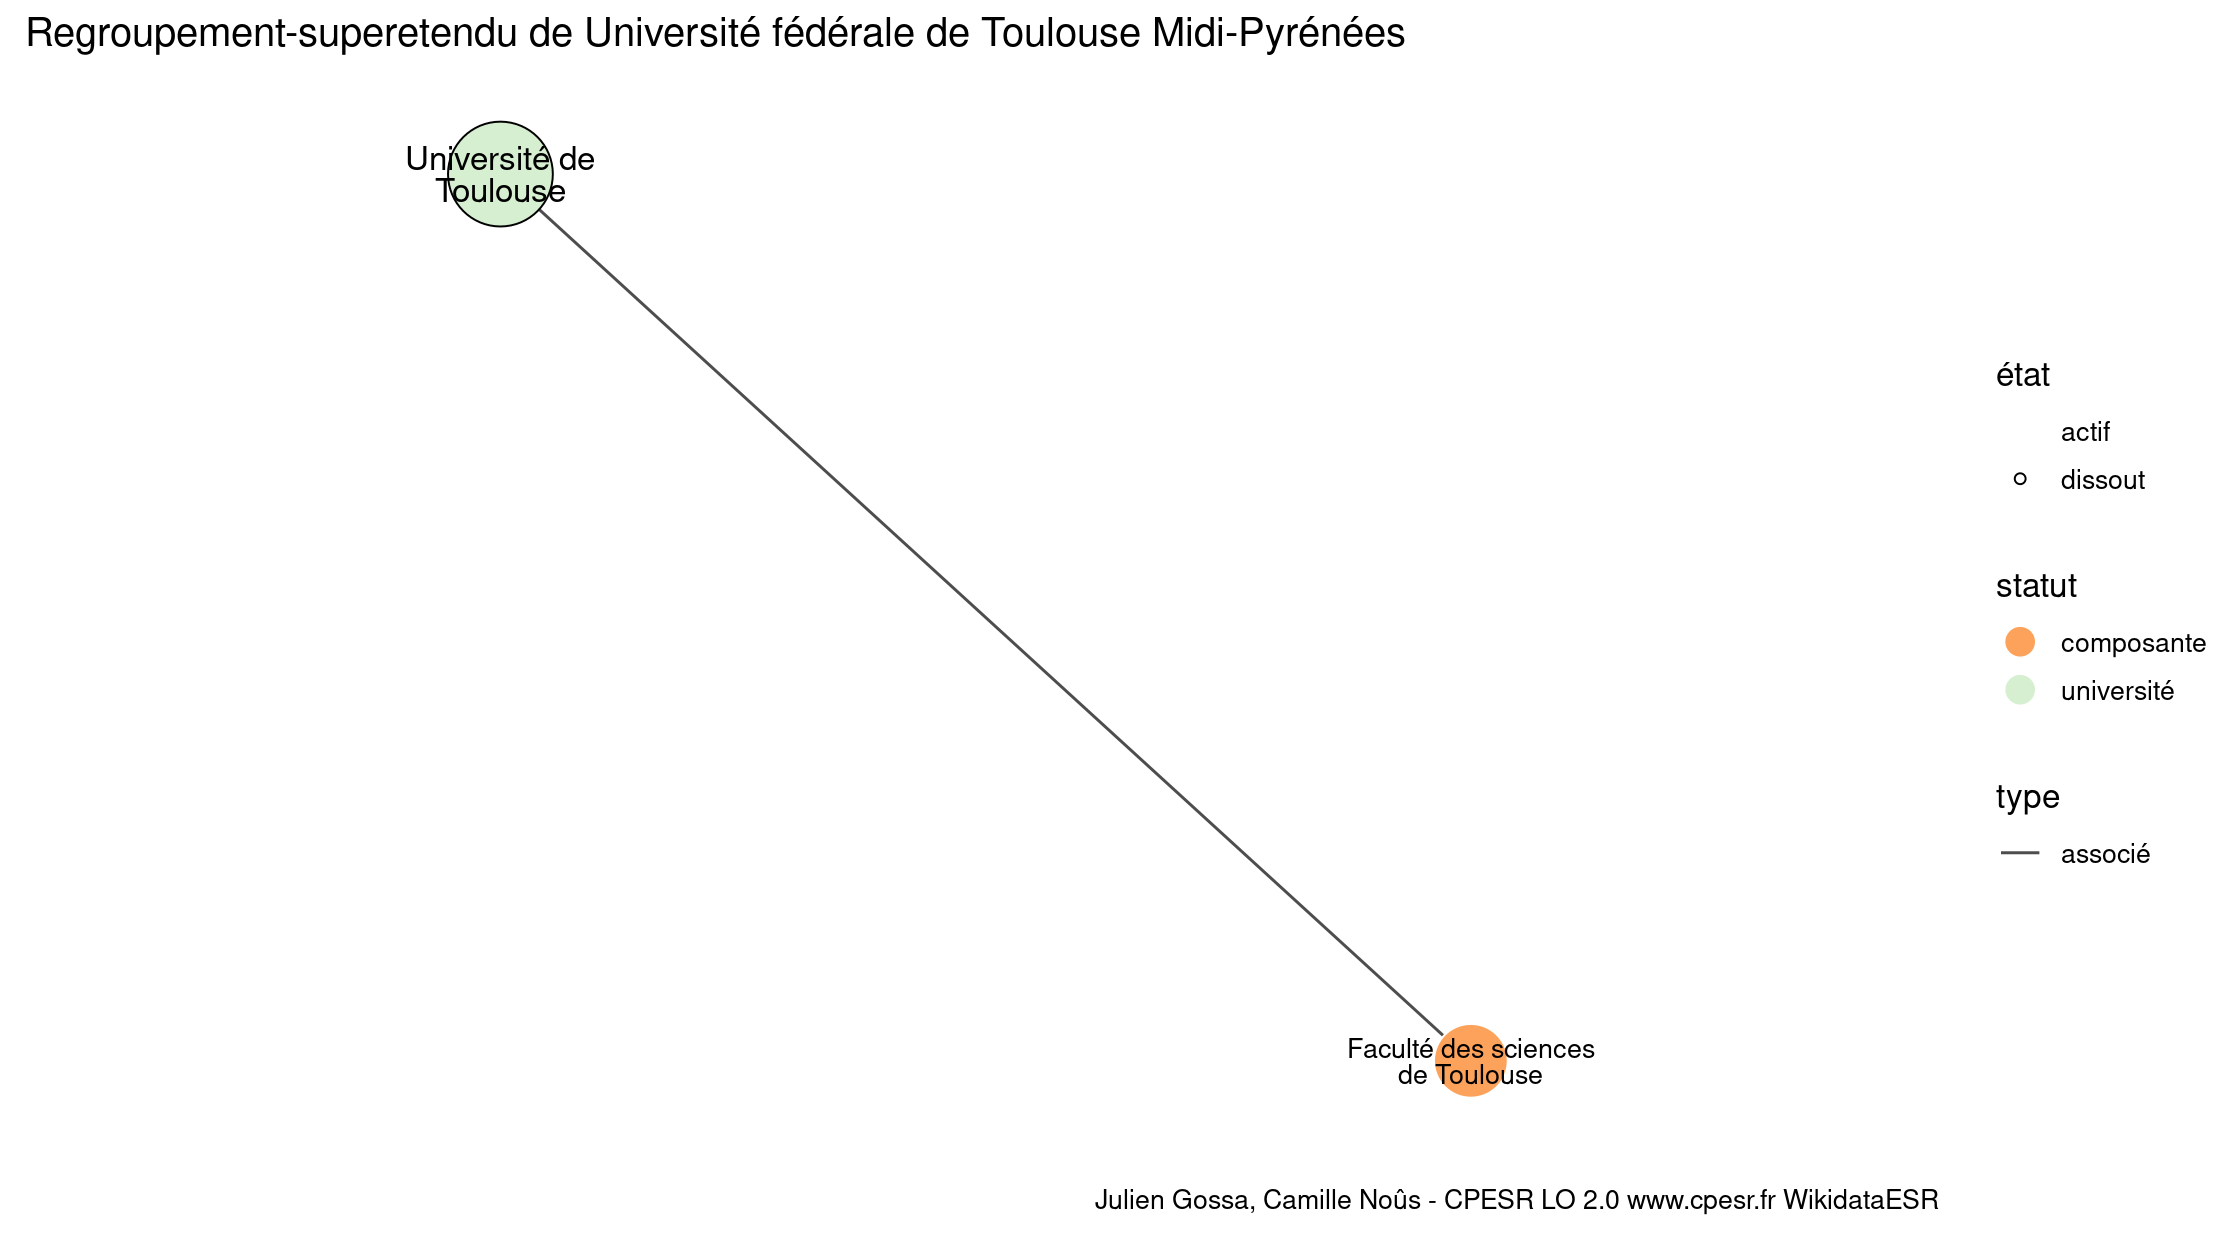 Regroupement-superetendu de Université fédérale de Toulouse Midi-Pyrénées
Université de
Toulouse
Faculté des sciences
de Toulouse
état
actif
dissout
statut
composante
université
type
associé
Julien Gossa, Camille Noûs - CPESR LO 2.0 www.cpesr.fr WikidataESR